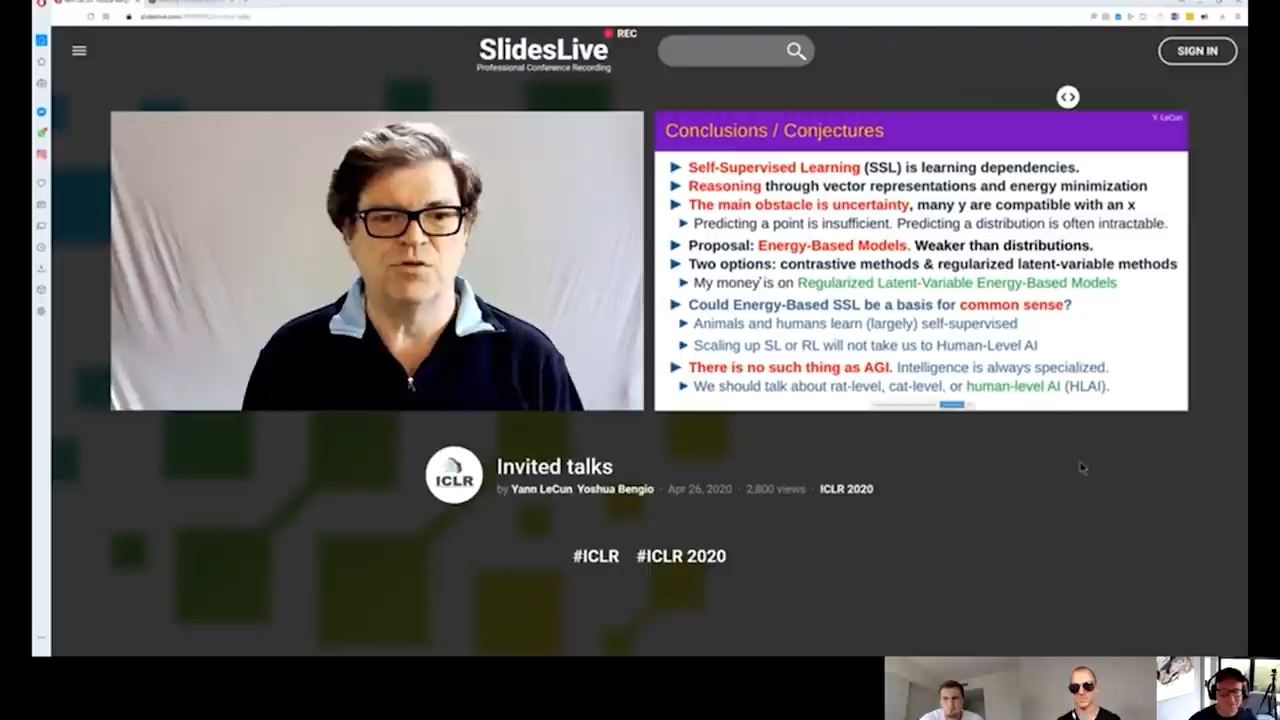 REC
SlidesLive
Professional Conference Recording
SIGN IN
Y. LeCun
Conclusions / Conjectures
Self-Supervised Learning (SSL) is learning dependencies.
Reasoning through vector representations and energy minimization
The main obstacle is uncertainty, many y are compatible with an x
Predicting a point is insufficient. Predicting a distribution is often intractable.
Proposal: Energy-Based Models. Weaker than distributions.
Two options: contrastive methods & regularized latent-variable methods
My money is on Regularized Latent-Variable Energy-Based Models
Could Energy-Based SSL be a basis for common sense?
Animals and humans learn (largely) self-supervised
Scaling up SL or RL will not take us to Human-Level AI
There is no such thing as AGI. Intelligence is always specialized.
We should talk about rat-level, cat-level, or human-level AI (HLAI).
ICLR
Invited talks
by Yann LeCun Yoshua Bengio · Apr 26, 2020 · 2,800 views · ICLR 2020
#ICLR #ICLR 2020